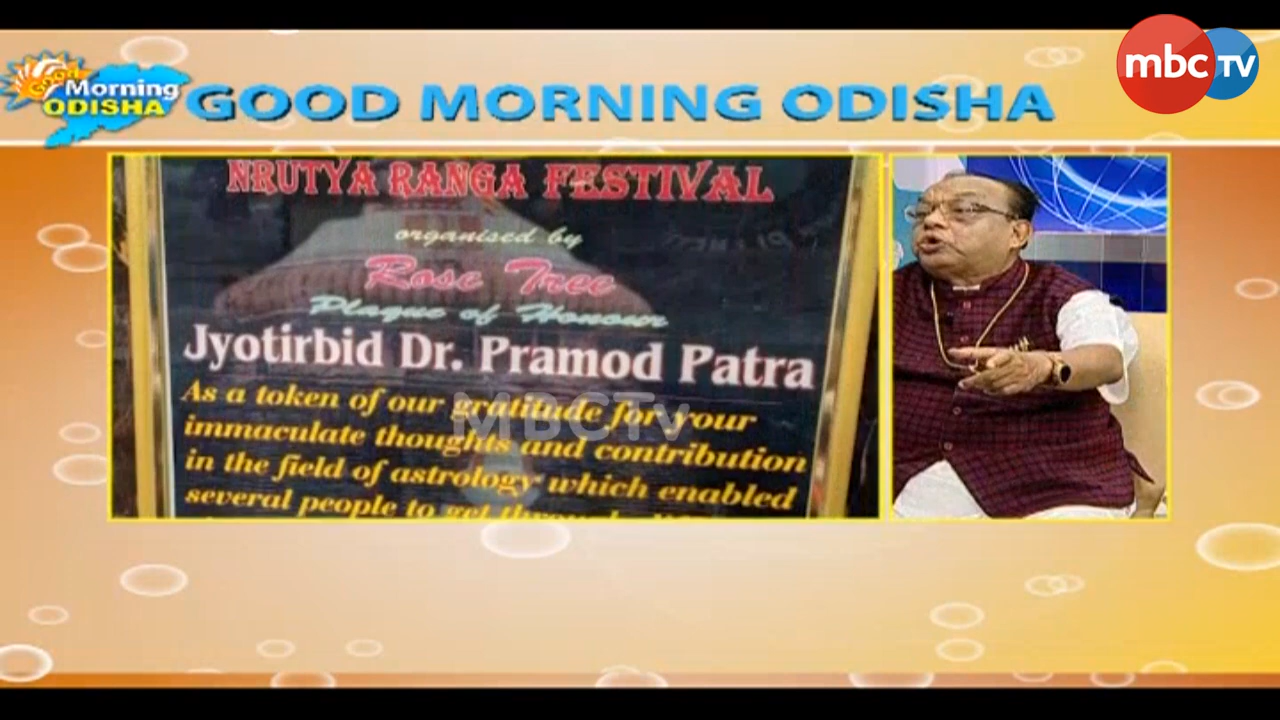 Good
Morning
ODISHA
GOOD MORNING ODISHA
mbc TV
NRUTYA RANGA FESTIVAL
organised by
Rose Tree
Plaque of Honour
Jyotirbid Dr. Pramod Patra
As a token of our gratitude for your
immaculate thoughts and contribution
in the field of astrology which enabled
several people to get through
MBCTv